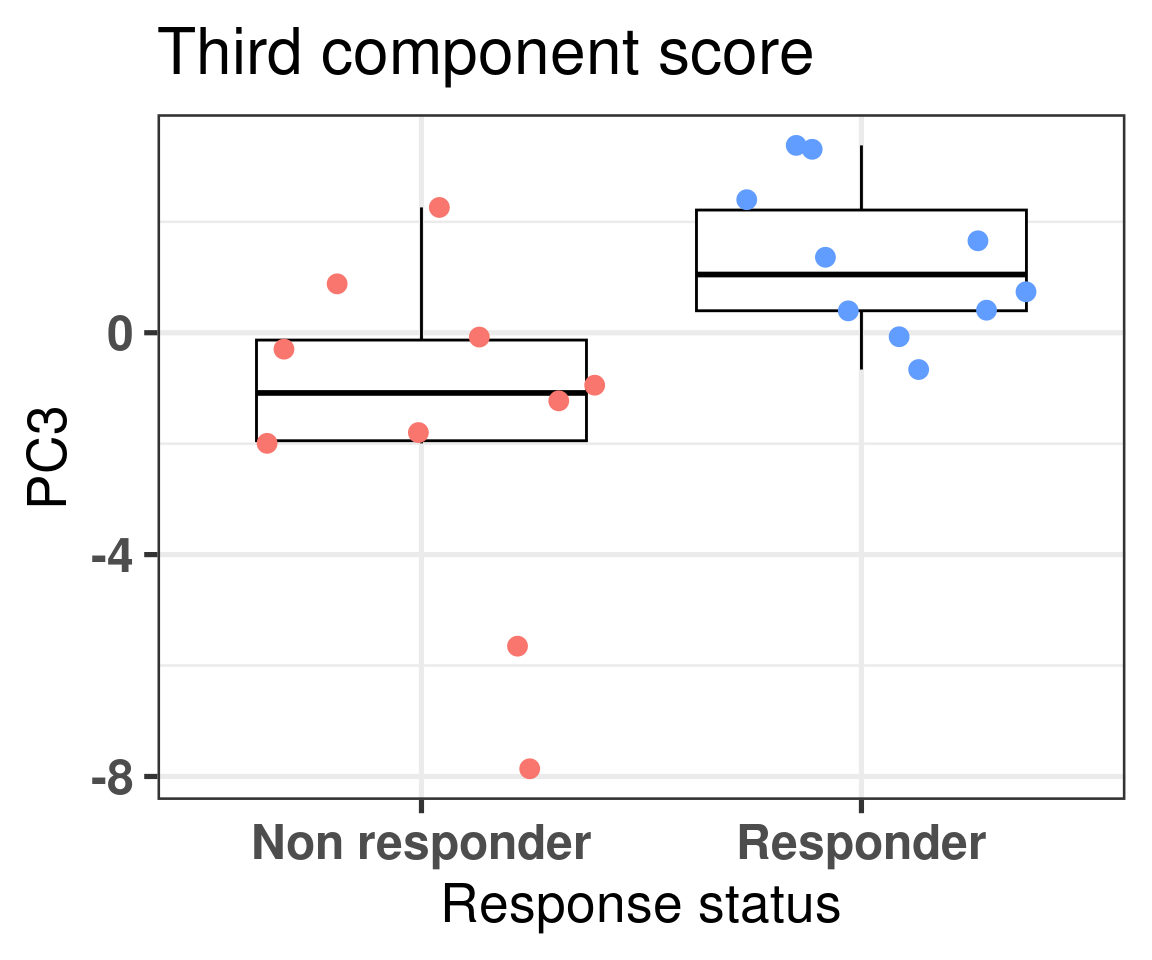 Third component score
PC3
0
-4
-8
Non responder
Responder
Response status